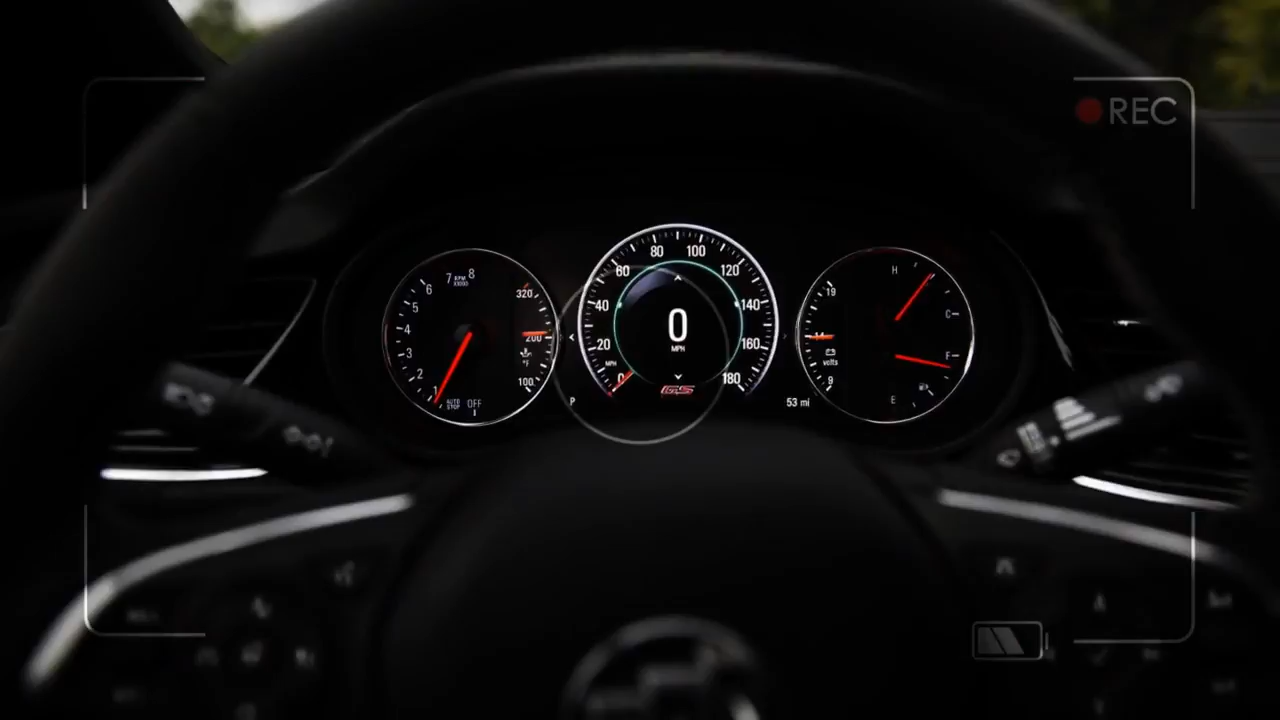 REC
7 RPM X1000 8
6
5
4
3
2
1
AUTO STOP OFF
320
200
°F
100
80 100
60 120
40 140
20 160
MPH
0 180
0
MPH
GS
P
53 mi
19
14
volts
9
H
C
F
E